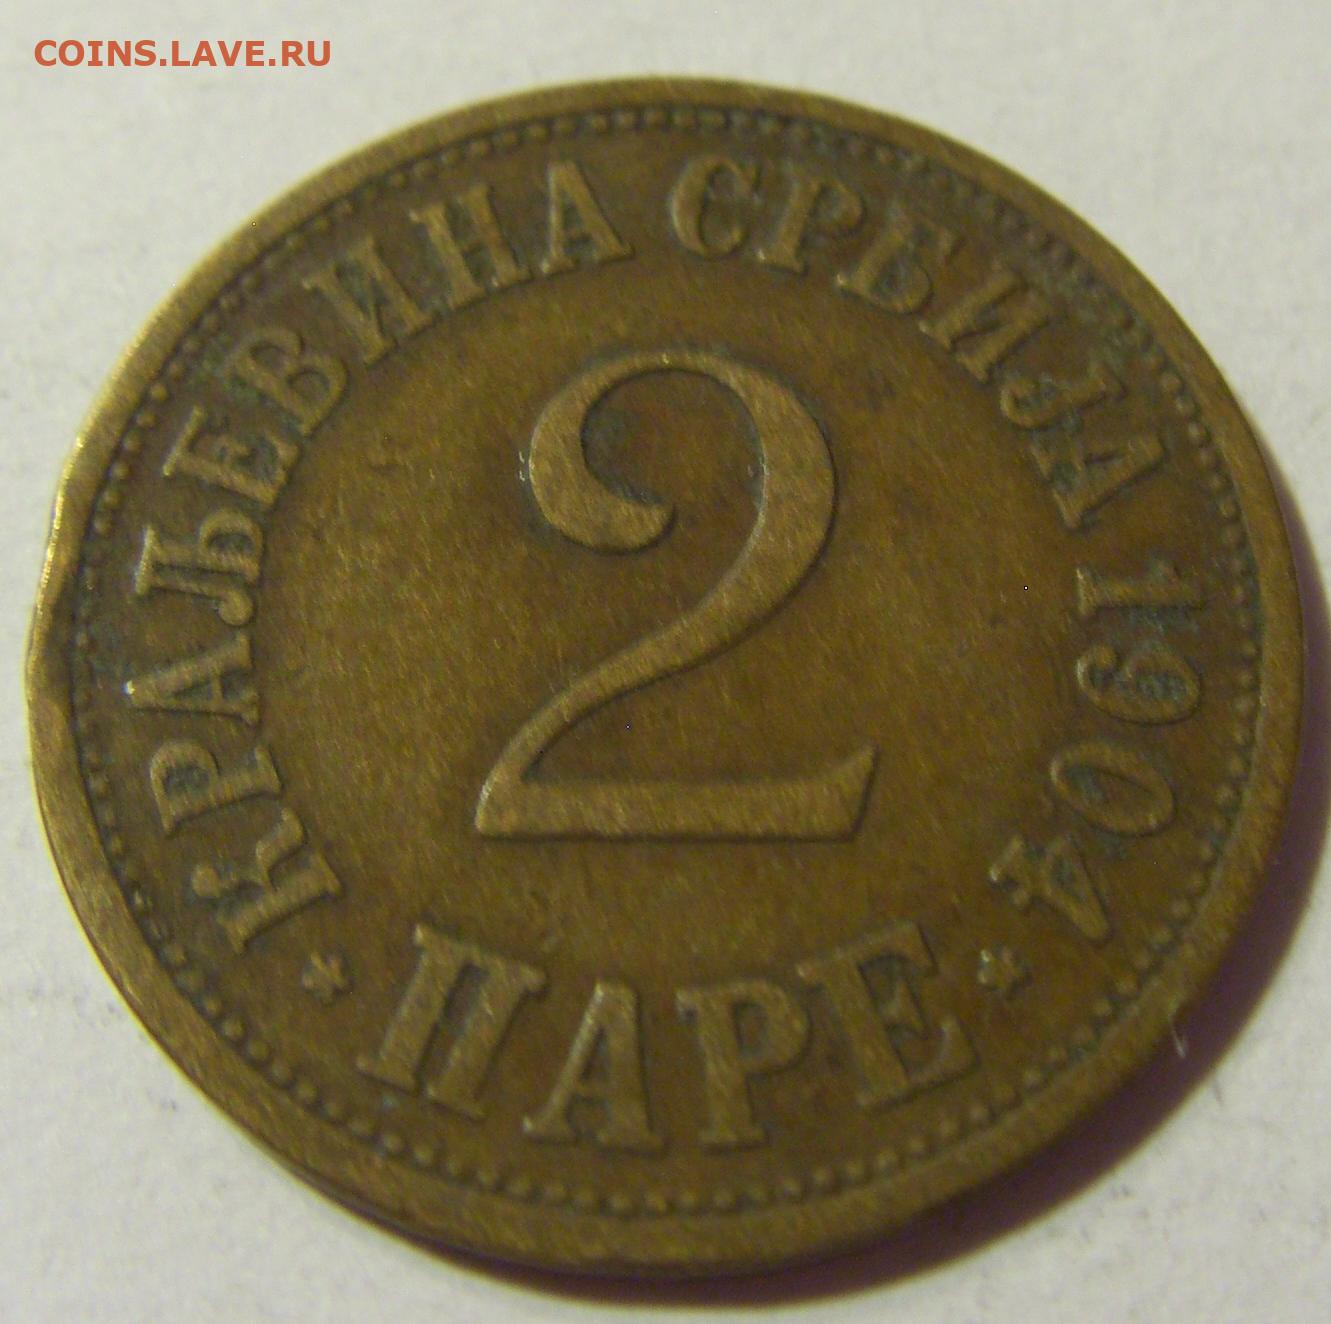 COINS.LAVE.RU
КРАЉЕВИНА СРБИЈА 1904
2
ПАРЕ